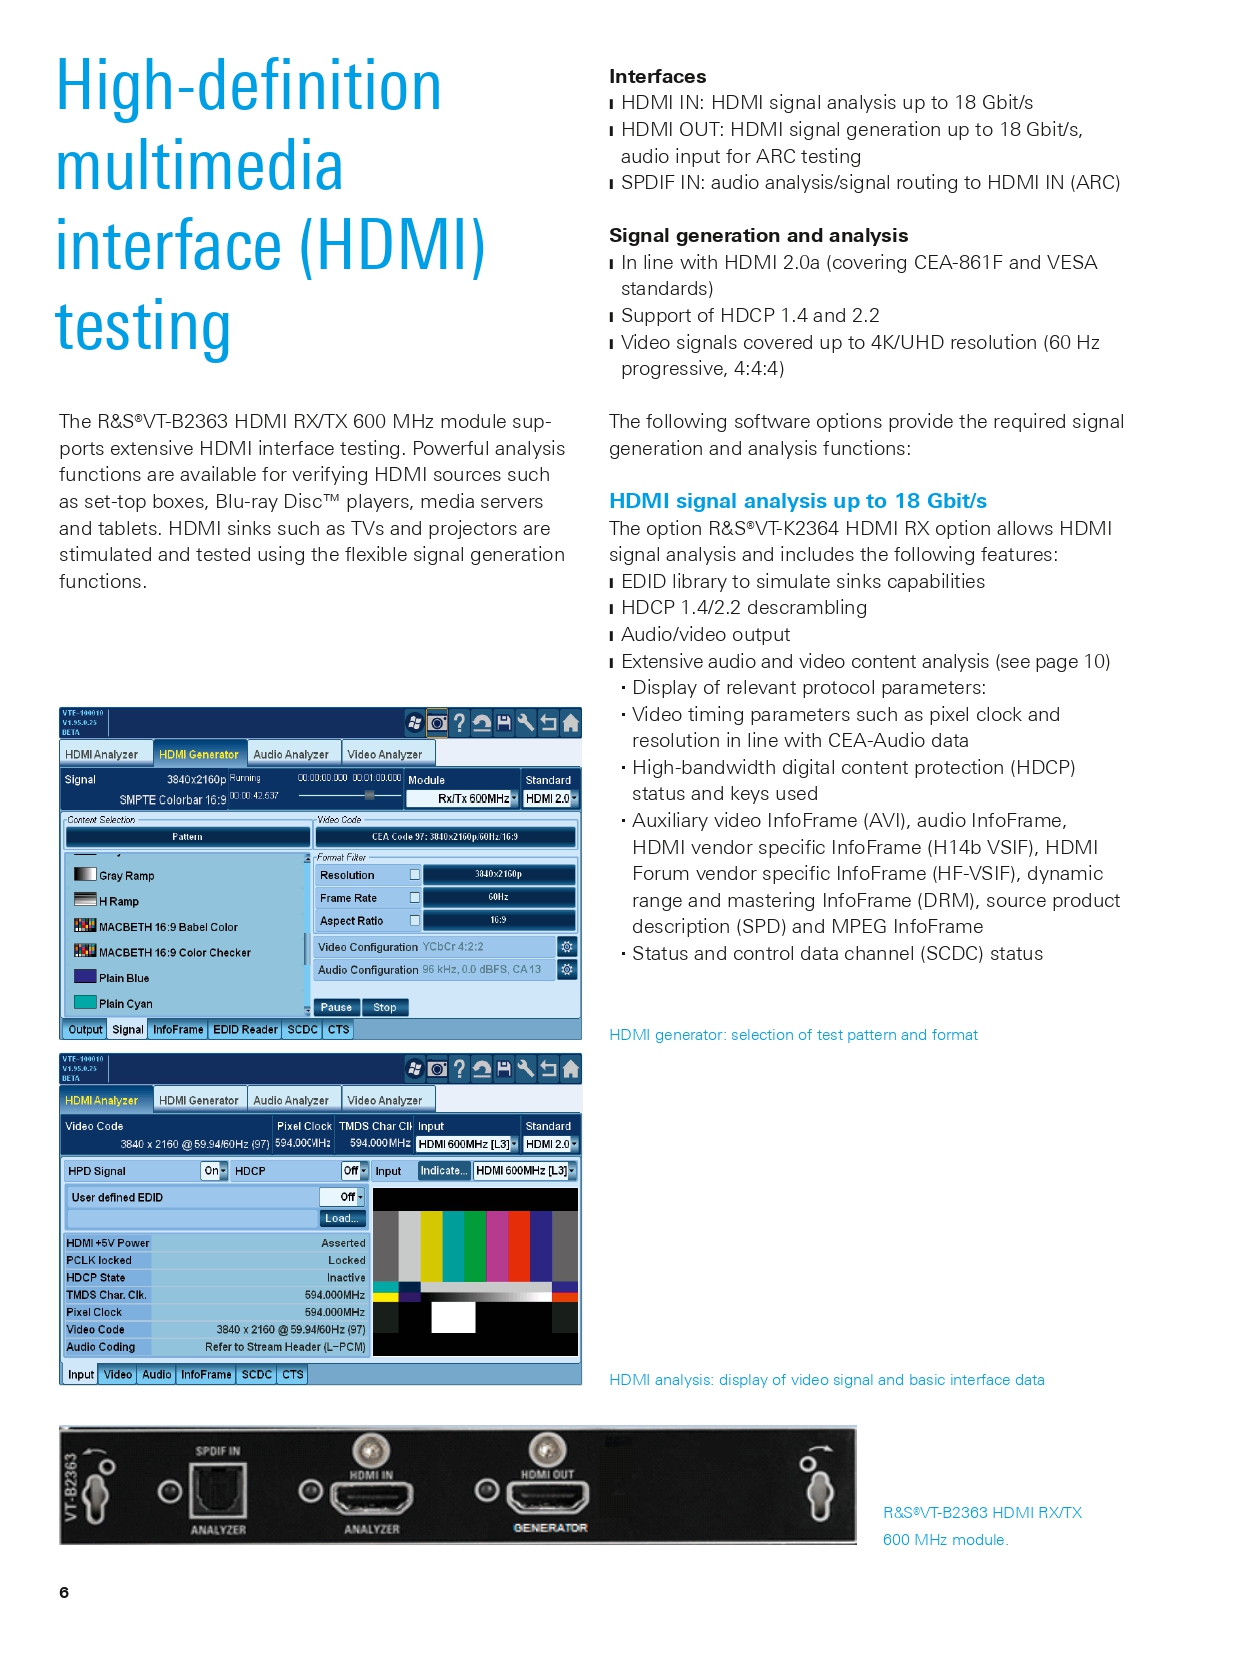 High-definition
multimedia
interface (HDMI)
testing
The R&S®VT-B2363 HDMI RX/TX 600 MHz module sup-
ports extensive HDMI interface testing. Powerful analysis
functions are available for verifying HDMI sources such
as set-top boxes, Blu-ray Disc™ players, media servers
and tablets. HDMI sinks such as TVs and projectors are
stimulated and tested using the flexible signal generation
functions.
Interfaces
HDMI IN: HDMI signal analysis up to 18 Gbit/s
HDMI OUT: HDMI signal generation up to 18 Gbit/s,
audio input for ARC testing
SPDIF IN: audio analysis/signal routing to HDMI IN (ARC)
Signal generation and analysis
In line with HDMI 2.0a (covering CEA-861F and VESA
standards)
Support of HDCP 1.4 and 2.2
Video signals covered up to 4K/UHD resolution (60 Hz
progressive, 4:4:4)
The following software options provide the required signal
generation and analysis functions:
HDMI signal analysis up to 18 Gbit/s
The option R&S®VT-K2364 HDMI RX option allows HDMI
signal analysis and includes the following features:
EDID library to simulate sinks capabilities
HDCP 1.4/2.2 descrambling
Audio/video output
Extensive audio and video content analysis (see page 10)
· Display of relevant protocol parameters:
· Video timing parameters such as pixel clock and
resolution in line with CEA-Audio data
· High-bandwidth digital content protection (HDCP)
status and keys used
· Auxiliary video InfoFrame (AVI), audio InfoFrame,
HDMI vendor specific InfoFrame (H14b VSIF), HDMI
Forum vendor specific InfoFrame (HF-VSIF), dynamic
range and mastering InfoFrame (DRM), source product
description (SPD) and MPEG InfoFrame
· Status and control data channel (SCDC) status
VTE-100010
V1.95.0.25
BETA
HDMI Analyzer HDMI Generator Audio Analyzer Video Analyzer
Signal 3840x2160p Running 00:00:00.000 00:01:00.000 Module Standard
SMPTE Colorbar 16:9 00:00:42.537 Rx/Tx 600MHz HDMI 2.0
Content Selection Video Code
Pattern CEA Code 97: 3840x2160p/60Hz/16:9
Format Filter
Gray Ramp Resolution 3840x2160p
H Ramp Frame Rate 60Hz
MACBETH 16:9 Babel Color Aspect Ratio 16:9
MACBETH 16:9 Color Checker Video Configuration YCbCr 4:2:2
Plain Blue Audio Configuration 96 kHz, 0.0 dBFS, CA 13
Plain Cyan Pause Stop
Output Signal InfoFrame EDID Reader SCDC CTS
HDMI generator: selection of test pattern and format
VTE-100010
V1.95.0.25
BETA
HDMI Analyzer HDMI Generator Audio Analyzer Video Analyzer
Video Code Pixel Clock TMDS Char Clk Input Standard
3840 x 2160 @ 59.94/60Hz (97) 594.000MHz 594.000MHz HDMI 600MHz [L3] HDMI 2.0
HPD Signal On HDCP Off Input Indicate... HDMI 600MHz [L3]
User defined EDID Off
Load...
HDMI +5V Power Asserted
PCLK locked Locked
HDCP State Inactive
TMDS Char. Clk. 594.000MHz
Pixel Clock 594.000MHz
Video Code 3840 x 2160 @ 59.94/60Hz (97)
Audio Coding Refer to Stream Header (L-PCM)
Input Video Audio InfoFrame SCDC CTS
HDMI analysis: display of video signal and basic interface data
VT-B2363
SPDIF IN
ANALYZER
HDMI IN
ANALYZER
HDMI OUT
GENERATOR
R&S®VT-B2363 HDMI RX/TX
600 MHz module.
6